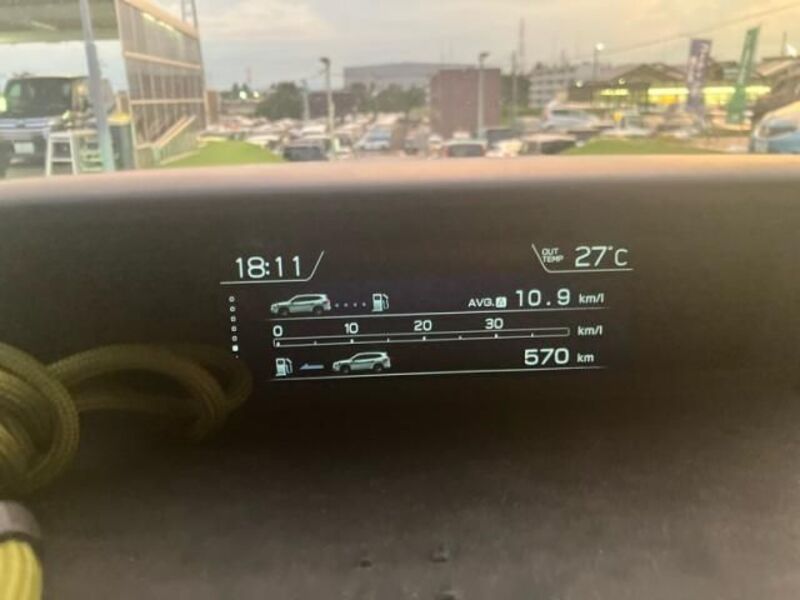 18:11
OUT TEMP 27°C
AVG. A 10.9 km/l
0 10 20 30 km/l
570 km